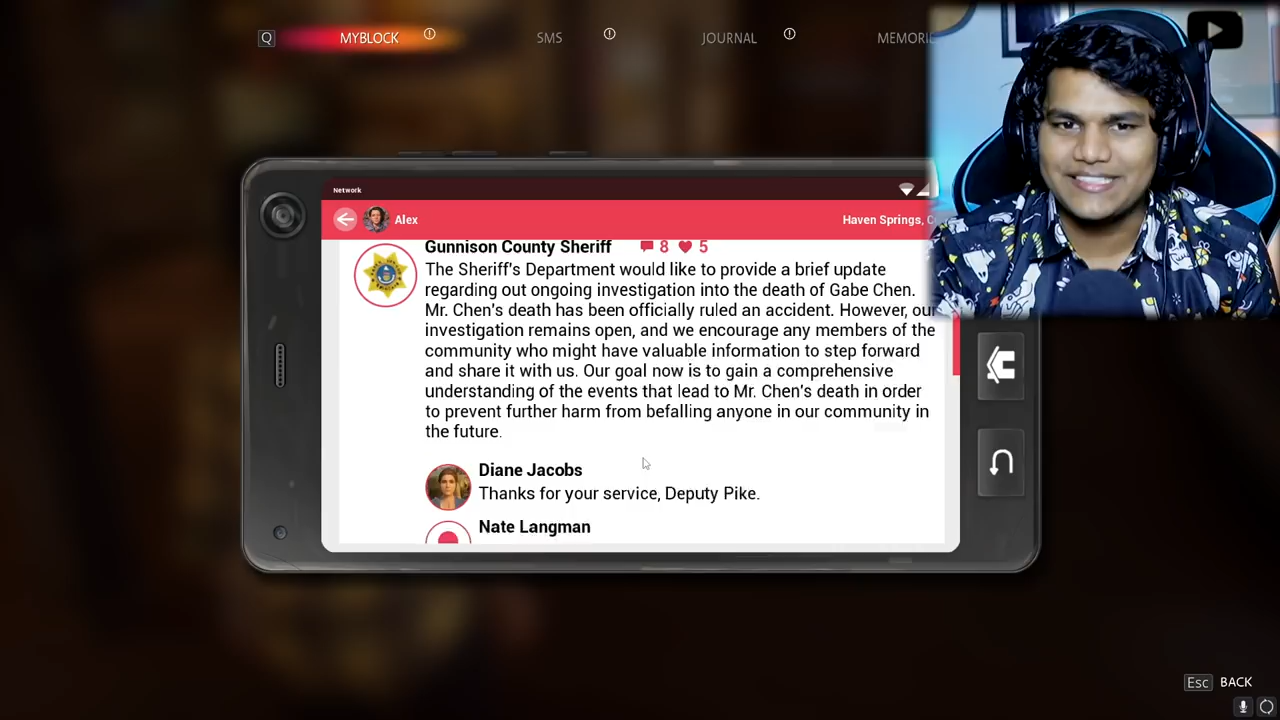 Q MYBLOCK SMS JOURNAL
Network
Alex Haven Springs,
Gunnison County Sheriff 8 5
The Sheriff's Department would like to provide a brief update
regarding out ongoing investigation into the death of Gabe Chen.
Mr. Chen's death has been officially ruled an accident. However, our
investigation remains open, and we encourage any members of the
community who might have valuable information to step forward
and share it with us. Our goal now is to gain a comprehensive
understanding of the events that lead to Mr. Chen's death in order
to prevent further harm from befalling anyone in our community in
the future.
Diane Jacobs
Thanks for your service, Deputy Pike.
Nate Langman
Esc BACK